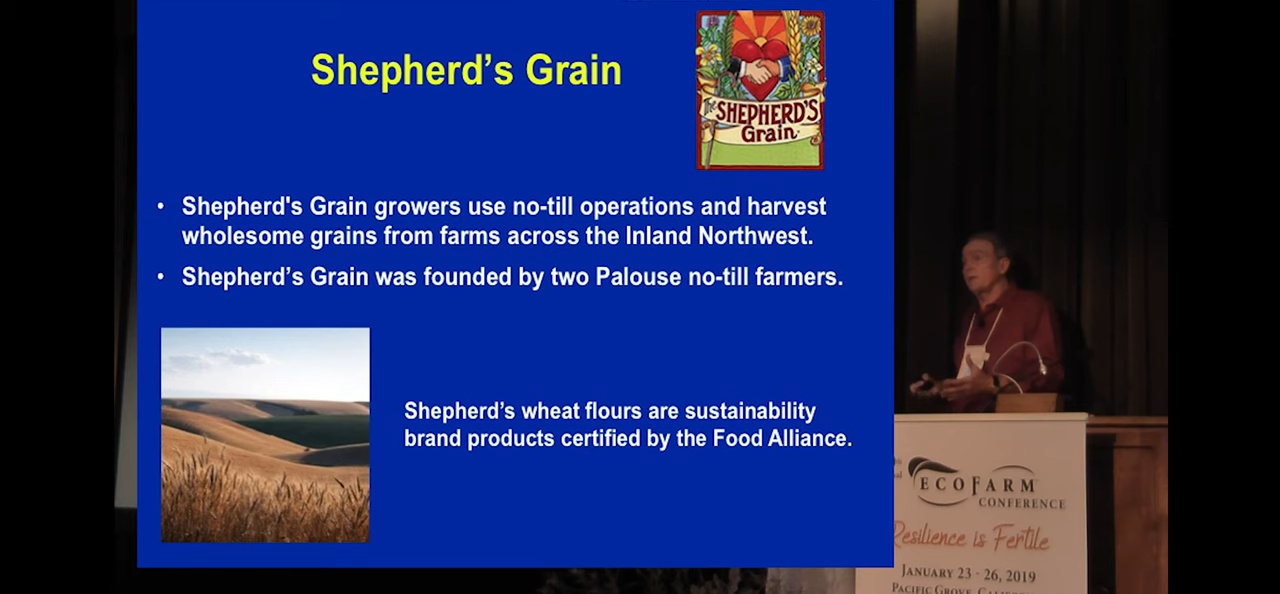 Shepherd’s Grain
The
SHEPHERD'S
Grain
• Shepherd's Grain growers use no-till operations and harvest
wholesome grains from farms across the Inland Northwest.
• Shepherd’s Grain was founded by two Palouse no-till farmers.
Shepherd’s wheat flours are sustainability
brand products certified by the Food Alliance.
ECOFARM
CONFERENCE
Resilience is Fertile
JANUARY 23 - 26, 2019
PACIFIC GROVE,